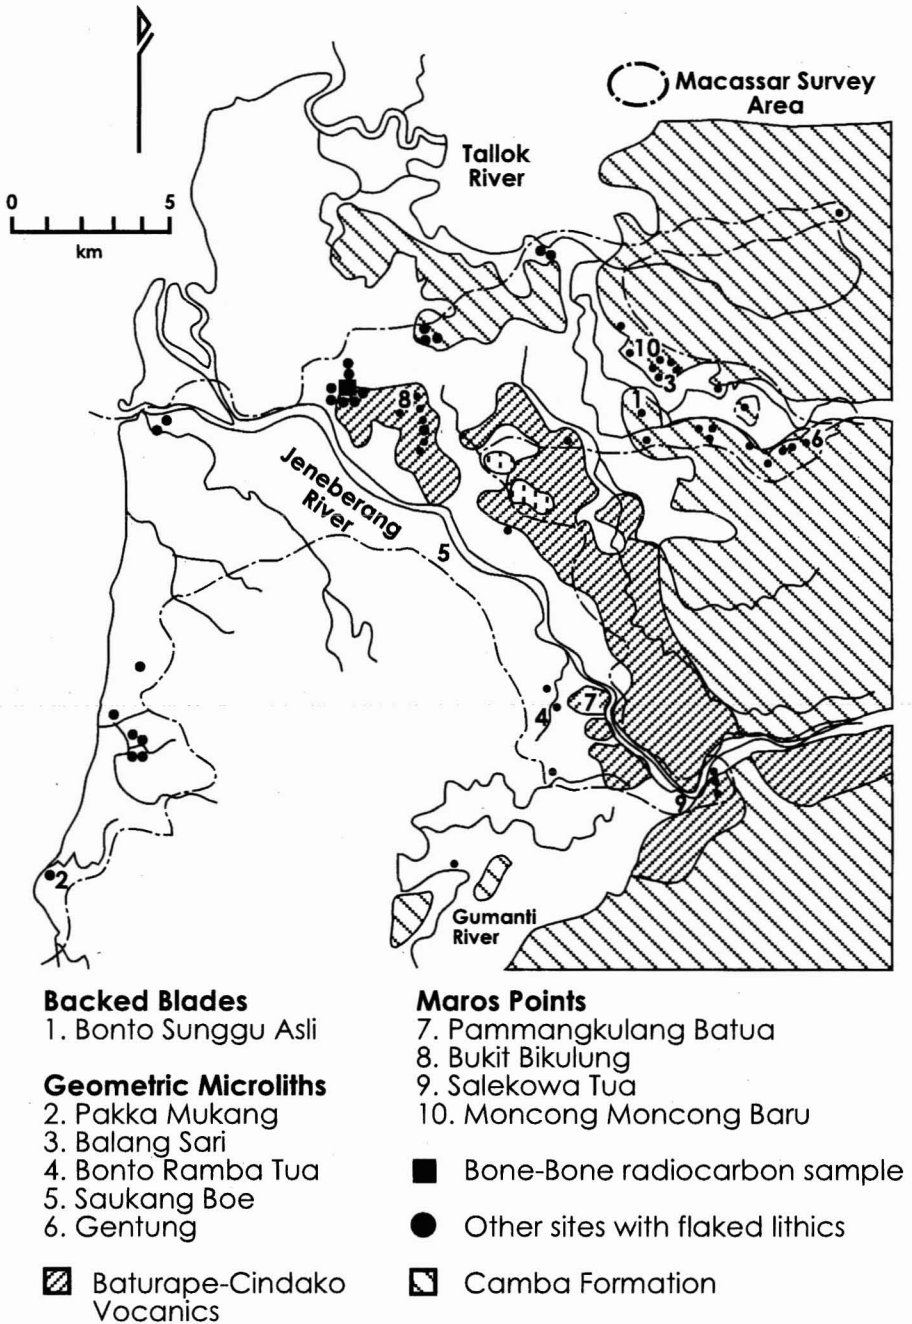 Macassar Survey
Area
Tallok
River
0
5
km
10
3
1
8
6
Jeneberang
River
5
7
4
9
2
Gumanti
River
Backed Blades
1. Bonto Sunggu Asli
Geometric Microliths
2. Pakka Mukang
3. Balang Sari
4. Bonto Ramba Tua
5. Saukang Boe
6. Gentung
Baturape-Cindako
Vocanics
Maros Points
7. Pammangkulang Batua
8. Bukit Bikulung
9. Salekowa Tua
10. Moncong Moncong Baru
Bone-Bone radiocarbon sample
Other sites with flaked lithics
Camba Formation